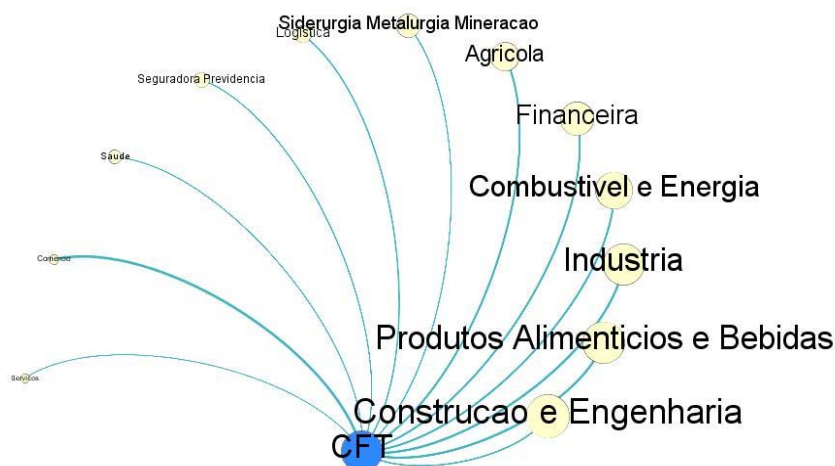 Siderurgia Metalurgia Mineracao
Logistica
Agricola
Seguradora Previdencia
Financeira
Saude
Combustivel e Energia
Comercio
Industria
Produtos Alimenticios e Bebidas
Servicos
Construcao e Engenharia
CFT